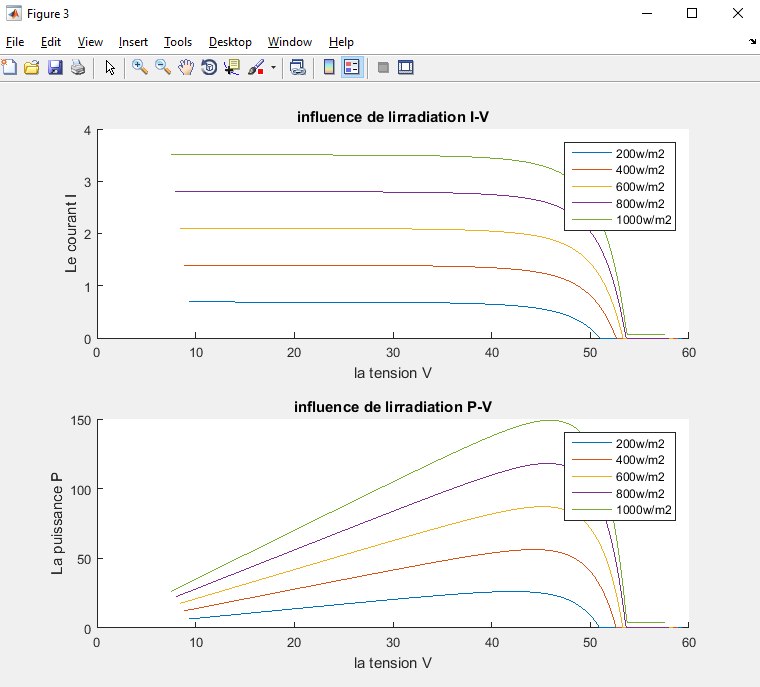 Figure 3
File Edit View Insert Tools Desktop Window Help
influence de lirradiation I-V
4
3
2
1
0
Le courant I
0 10 20 30 40 50 60
la tension V
200w/m2
400w/m2
600w/m2
800w/m2
1000w/m2
influence de lirradiation P-V
150
100
50
0
La puissance P
0 10 20 30 40 50 60
la tension V
200w/m2
400w/m2
600w/m2
800w/m2
1000w/m2